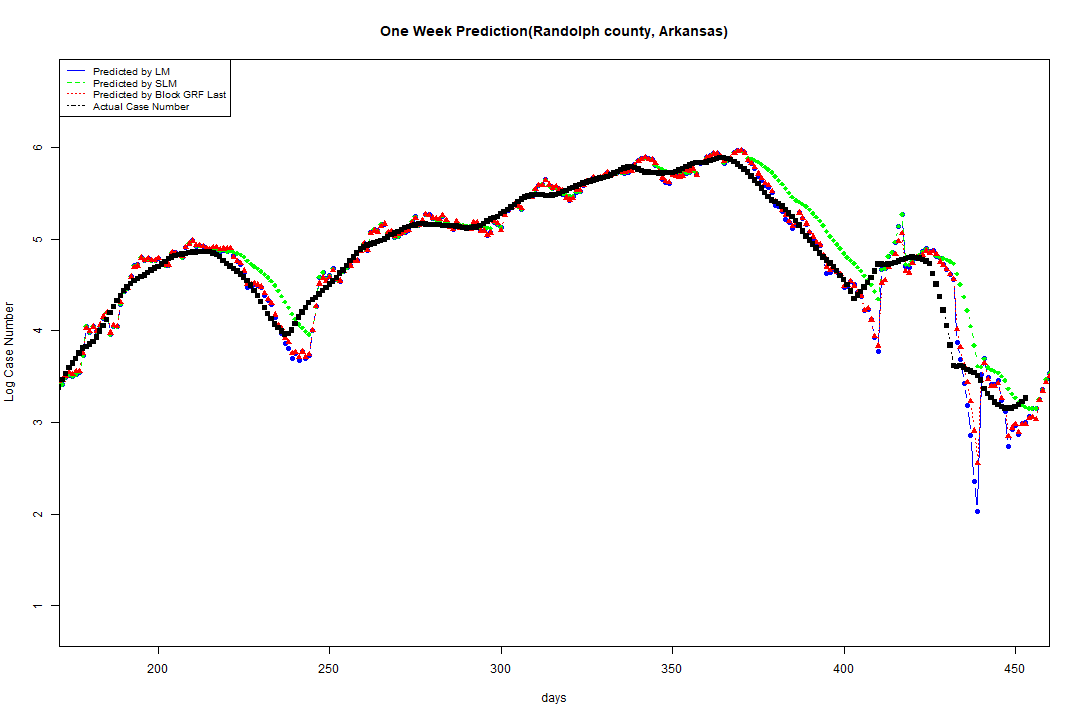 One Week Prediction(Randolph county, Arkansas)
Predicted by LM
Predicted by SLM
Predicted by Block GRF Last
Actual Case Number
6
5
4
3
2
1
Log Case Number
200 250 300 350 400 450
days